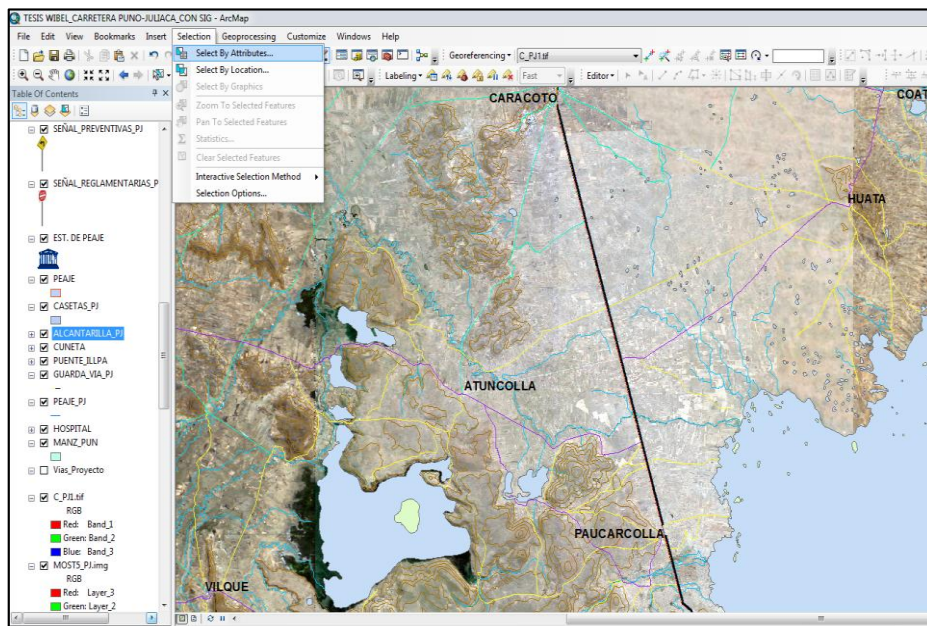 TESIS WIBEL_CARRETERA PUNO-JULIACA_CON SIG - ArcMap
File Edit View Bookmarks Insert Selection Geoprocessing Customize Windows Help
Georeferencing C_PJ1.tif
Labeling Fast Editor
Select By Attributes...
Select By Location...
Select By Graphics
Zoom To Selected Features
Pan To Selected Features
Statistics...
Clear Selected Features
Interactive Selection Method
Selection Options...
Table Of Contents
SEÑAL_PREVENTIVAS_PJ
SEÑAL_REGLAMENTARIAS_P
EST. DE PEAJE
PEAJE
CASETAS_PJ
ALCANTARILLA_PJ
CUNETA
PUENTE_ILLPA
GUARDA_VIA_PJ
PEAJE_PJ
HOSPITAL
MANZ_PUN
Vias_Proyecto
C_PJ1.tif
RGB
Red: Band_1
Green: Band_2
Blue: Band_3
MOST5_PJ.img
RGB
Red: Layer_3
Green: Layer_2
CARACOTO
COAT
HUATA
ATUNCOLLA
PAUCARCOLLA
VILQUE